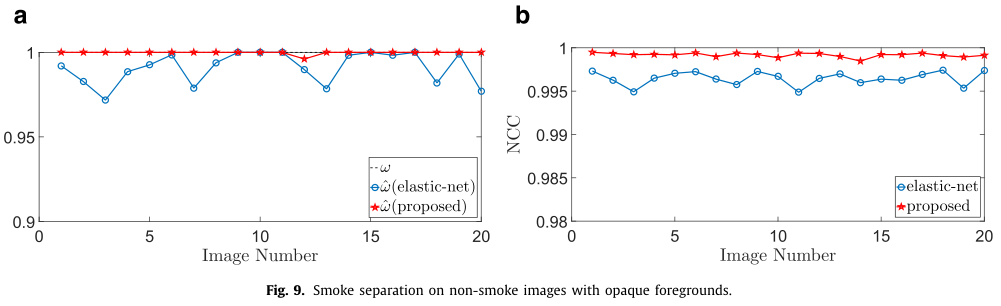 a
1
0.95
0.9
0
5
10
15
20
Image Number
ω
ω̂(elastic-net)
ω̂(proposed)
b
1
0.995
0.99
0.985
0.98
NCC
0
5
10
15
20
Image Number
elastic-net
proposed
Fig. 9. Smoke separation on non-smoke images with opaque foregrounds.